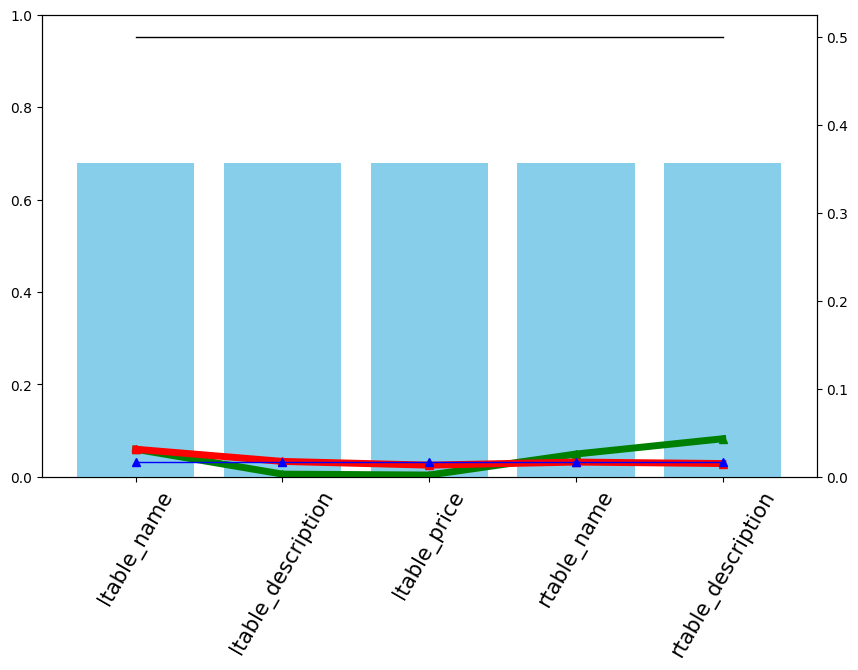 1.0
0.8
0.6
0.4
0.2
0.0
0.5
0.4
0.3
0.2
0.1
0.0
ltable_name
ltable_description
ltable_price
rtable_name
rtable_description